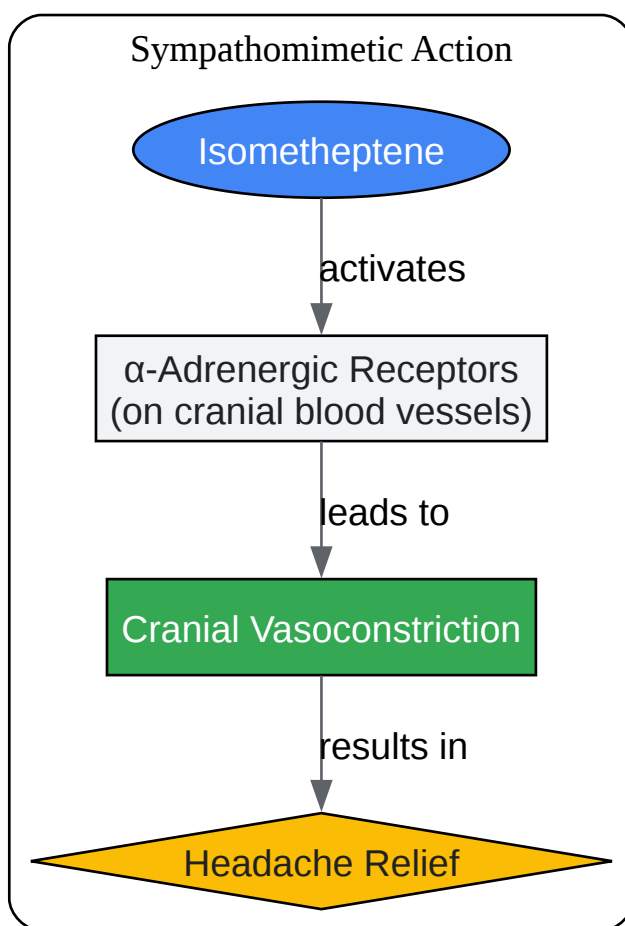 Sympathomimetic Action
Isometheptene
activates
α-Adrenergic Receptors
(on cranial blood vessels)
leads to
Cranial Vasoconstriction
results in
Headache Relief